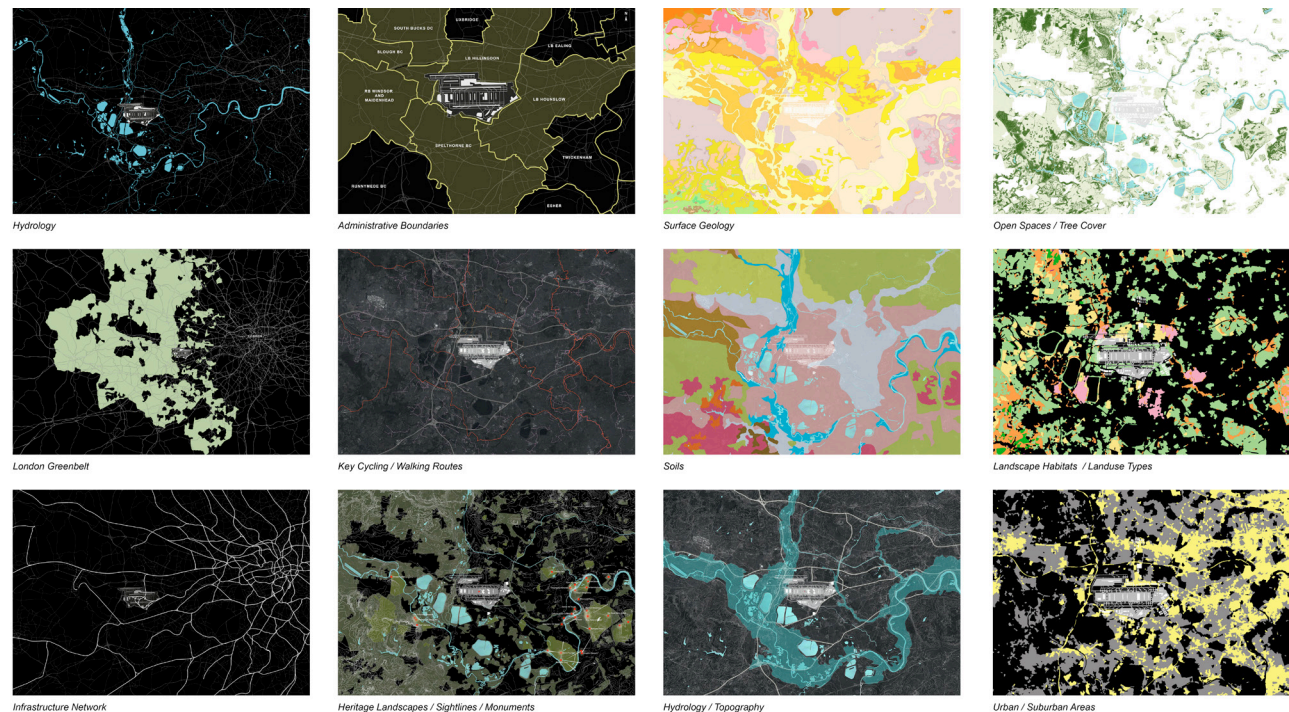 UXBRIDGE
SOUTH BUCKS DC
LB EALING
SLOUGH BC
LB HILLINGDON
RB WINDSOR
AND
MAIDENHEAD
LB HOUNSLOW
SPELTHORNE BC
TWICKENHAM
RUNNYMEDE BC
ESHER
Hydrology
Administrative Boundaries
Surface Geology
Open Spaces / Tree Cover
London Greenbelt
Key Cycling / Walking Routes
Soils
Landscape Habitats / Landuse Types
Infrastructure Network
Heritage Landscapes / Sightlines / Monuments
Hydrology / Topography
Urban / Suburban Areas